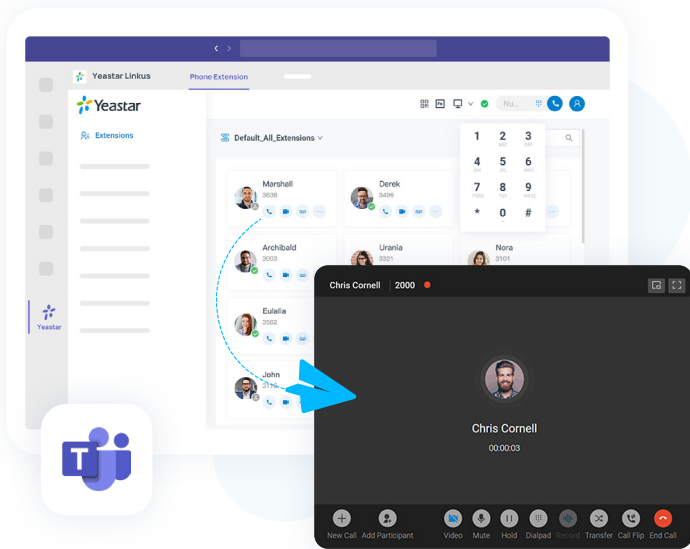 Yeastar Linkus
Phone Extension
Yeastar
Nu...
Extensions
Default_All_Extensions
1 2 3
ABC DEF
4 5 6
GHI JKL MNO
7 8 9
PQRS TUV WXYZ
* 0 #
Marshall
3638
Derek
3496
Archibald
3003
Urania
3321
Nora
3101
Eulalia
3582
John
Yeastar
T
Chris Cornell 2000
Chris Cornell
00:00:03
New Call Add Participant Video Mute Hold Dialpad Record Transfer Call Flip End Call